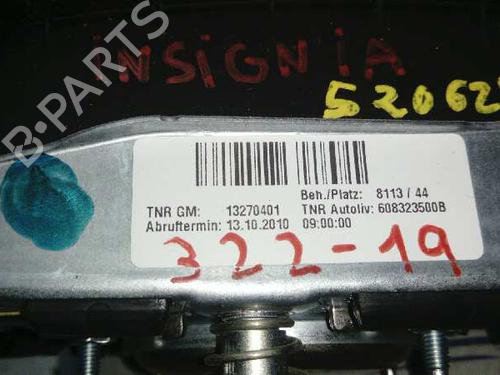 INSIGNIA
52062
Beh./Platz: 8113 / 44
TNR GM: 13270401 TNR Autoliv: 608323500B
Abruftermin: 13.10.2010 09:00:00
322-19
B-PARTS